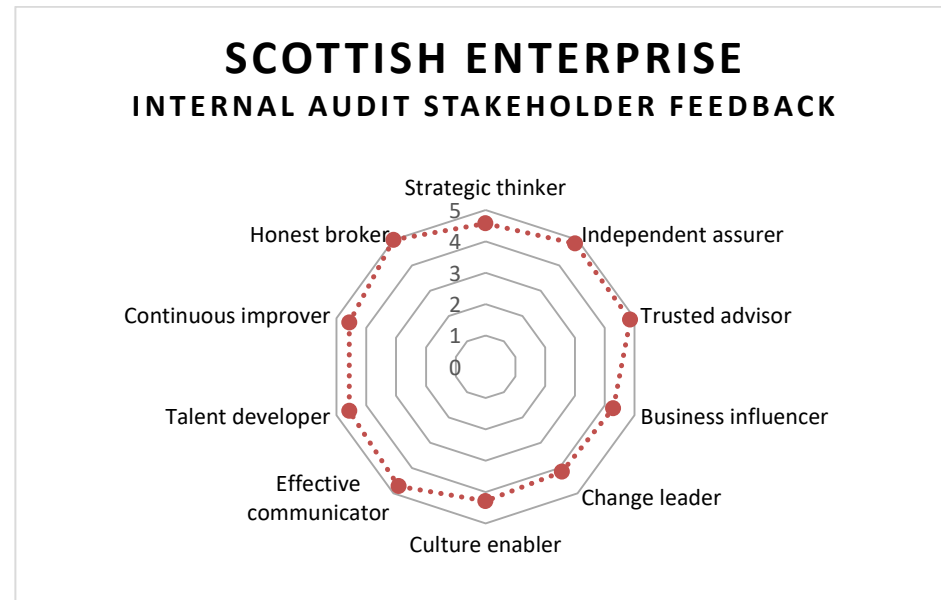 SCOTTISH ENTERPRISE
INTERNAL AUDIT STAKEHOLDER FEEDBACK
Strategic thinker
5
Honest broker
Independent assurer
4
3
Continuous improver
Trusted advisor
2
1
0
Talent developer
Business influencer
Effective
communicator
Change leader
Culture enabler